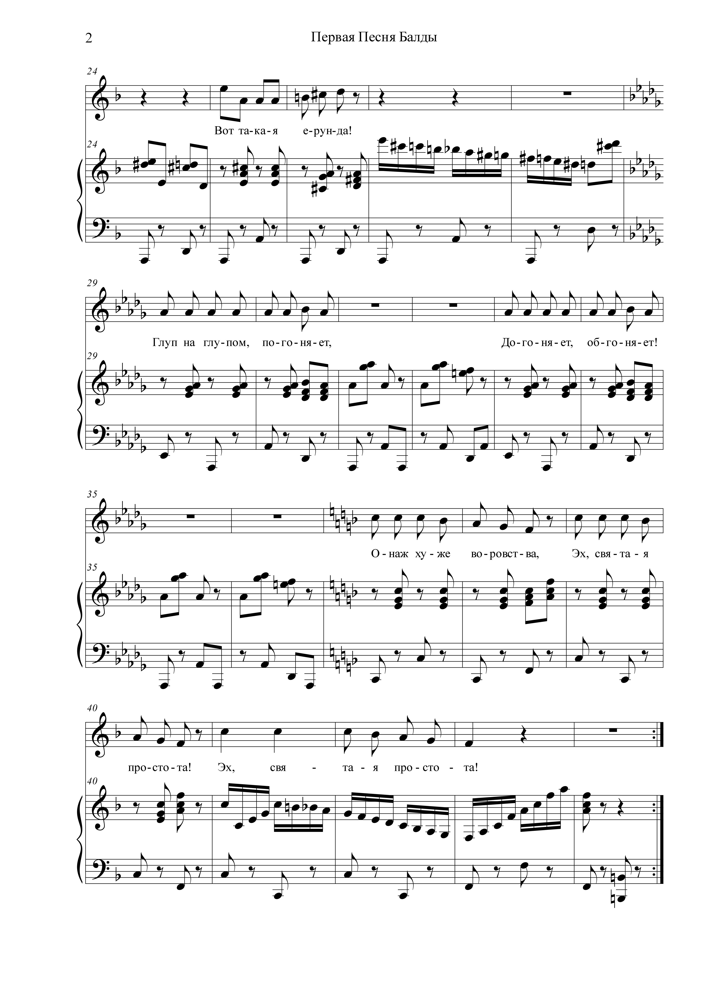 2
Первая Песня Балды
24
Вот та-ка-я е-рун-да!
24
29
Глуп на глу-пом, по-го-ня-ет, До-го-ня-ет, об-го-ня-ет!
29
35
О-наж ху-же во-ровст-ва, Эх, свя-та-я
35
40
про-сто-та! Эх, свя-та-я про-сто-та!
40